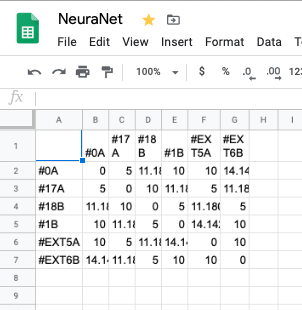 NeuraNet
File Edit View Insert Format Data
100% $ % .0 .00 123
fx
A B C D E F G H I
1 #0A #17A #18B #1B #EXT5A #EXT6B
2 #0A 0 5 11.18 10 10 14.14
3 #17A 5 0 10 11.18 5 11.18
4 #18B 11.18 10 0 5 11.180 5
5 #1B 10 11.18 5 0 14.142 10
6 #EXT5A 10 5 11.18 14.14 0 10
7 #EXT6B 14.14 11.18 5 10 10 0
8
9